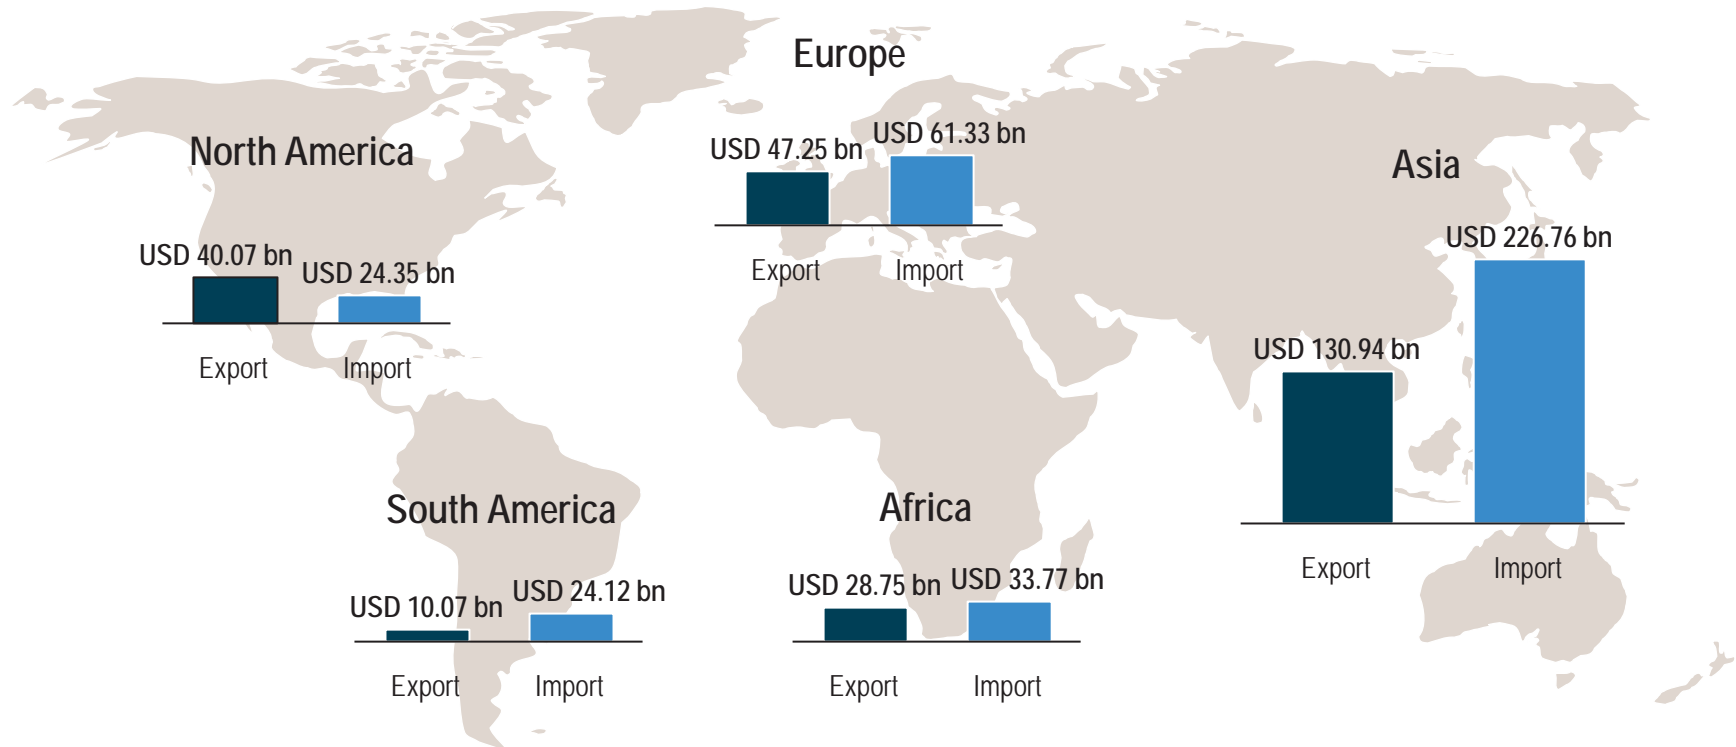 Europe
USD 47.25 bn
USD 61.33 bn
Export
Import
North America
USD 40.07 bn
USD 24.35 bn
Export
Import
Asia
USD 130.94 bn
USD 226.76 bn
Export
Import
South America
USD 10.07 bn
USD 24.12 bn
Export
Import
Africa
USD 28.75 bn
USD 33.77 bn
Export
Import